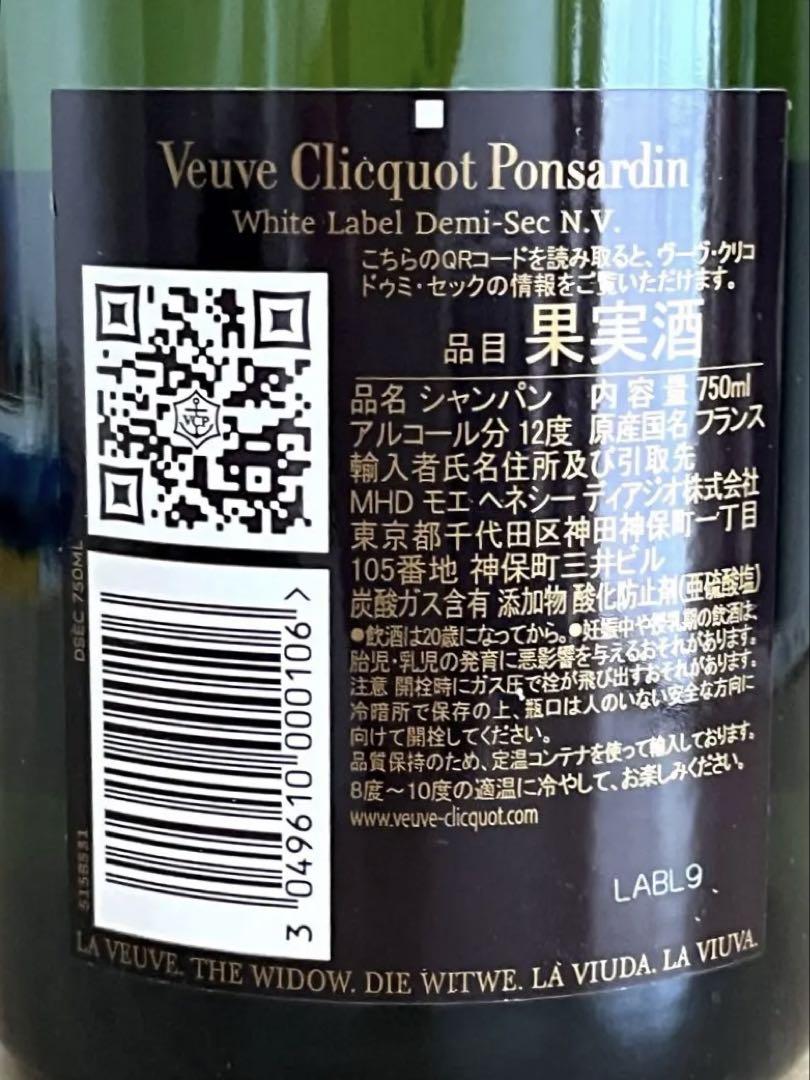 Veuve Clicquot Ponsardin
White Label Demi-Sec N.V.
こちらのQRコードを読み取ると、ヴーヴ・クリコ
ドゥミ・セックの情報をご覧いただけます。
VCP
品目 果実酒
品名 シャンパン 内容量 750ml
アルコール分 12度 原産国名 フランス
輸入者氏名住所及び引取先
MHD モエ ヘネシー ディアジオ株式会社
東京都千代田区神田神保町一丁目
105番地 神保町三井ビル
炭酸ガス含有 添加物 酸化防止剤(亜硫酸塩)
●飲酒は20歳になってから。●妊娠中や授乳期の飲酒は、
胎児・乳児の発育に悪影響を与えるおそれがあります。
注意 開栓時にガス圧で栓が飛び出すおそれがあります。
冷暗所で保存の上、瓶口は人のいない安全な方向に
向けて開栓してください。
品質保持のため、定温コンテナを使って輸入しております。
8度～10度の適温に冷やして、お楽しみください。
www.veuve-clicquot.com
DSEC 750ML
5158531
3 049610 000106 >
LABL9
LA VEUVE. THE WIDOW. DIE WITWE. LA VIUDA. LA VIUVA.